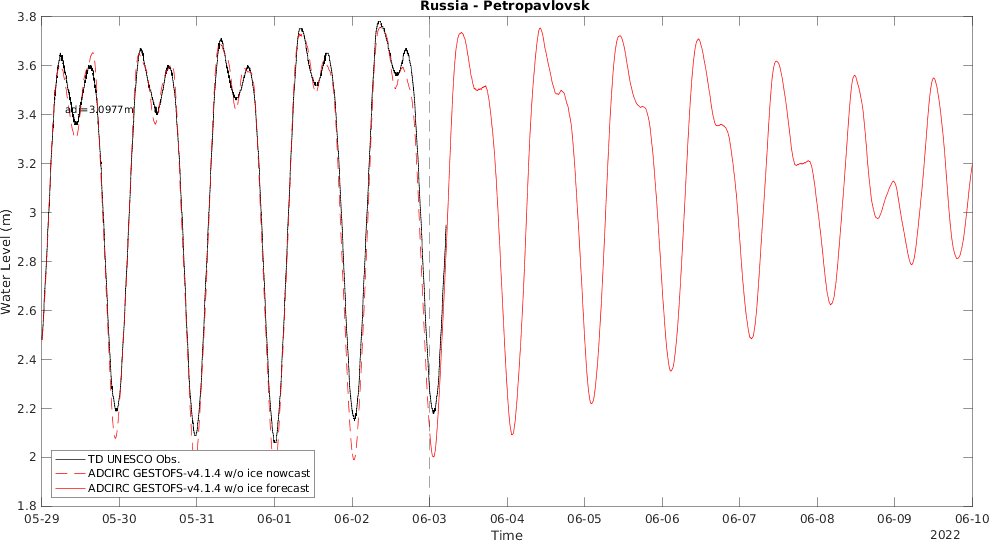 Russia - Petropavlovsk
3.8
3.6
3.4
3.2
3
2.8
2.6
2.4
2.2
2
1.8
Water Level (m)
adj=3.0977m
TD UNESCO Obs.
ADCIRC GESTOFS-v4.1.4 w/o ice nowcast
ADCIRC GESTOFS-v4.1.4 w/o ice forecast
05-29 05-30 05-31 06-01 06-02 06-03 06-04 06-05 06-06 06-07 06-08 06-09 06-10
Time
2022